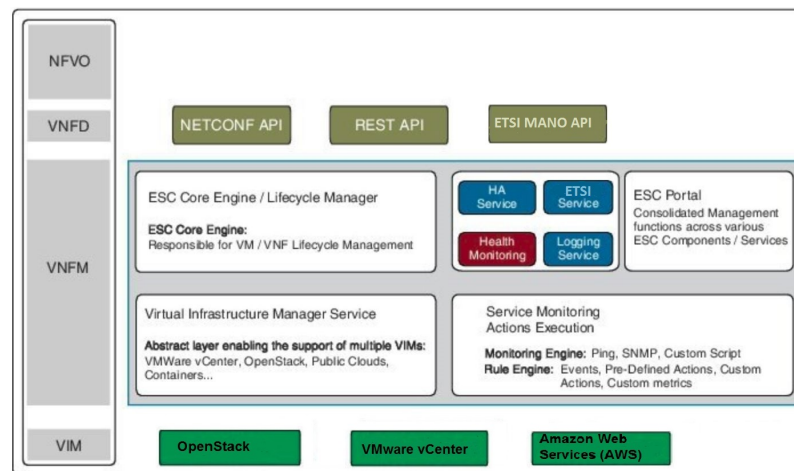 NFVO
VNFD
NETCONF API
REST API
ETSI MANO API
VNFM
ESC Core Engine / Lifecycle Manager
ESC Core Engine:
Responsible for VM / VNF Lifecycle Management
HA
Service
ETSI
Service
Health
Monitoring
Logging
Service
ESC Portal
Consolidated Management
functions across various
ESC Components / Services
Virtual Infrastructure Manager Service
Abstract layer enabling the support of multiple VIMs:
VMWare vCenter, OpenStack, Public Clouds,
Containers...
Service Monitoring
Actions Execution
Monitoring Engine: Ping, SNMP, Custom Script
Rule Engine: Events, Pre-Defined Actions, Custom
Actions, Custom metrics
VIM
OpenStack
VMware vCenter
Amazon Web
Services (AWS)